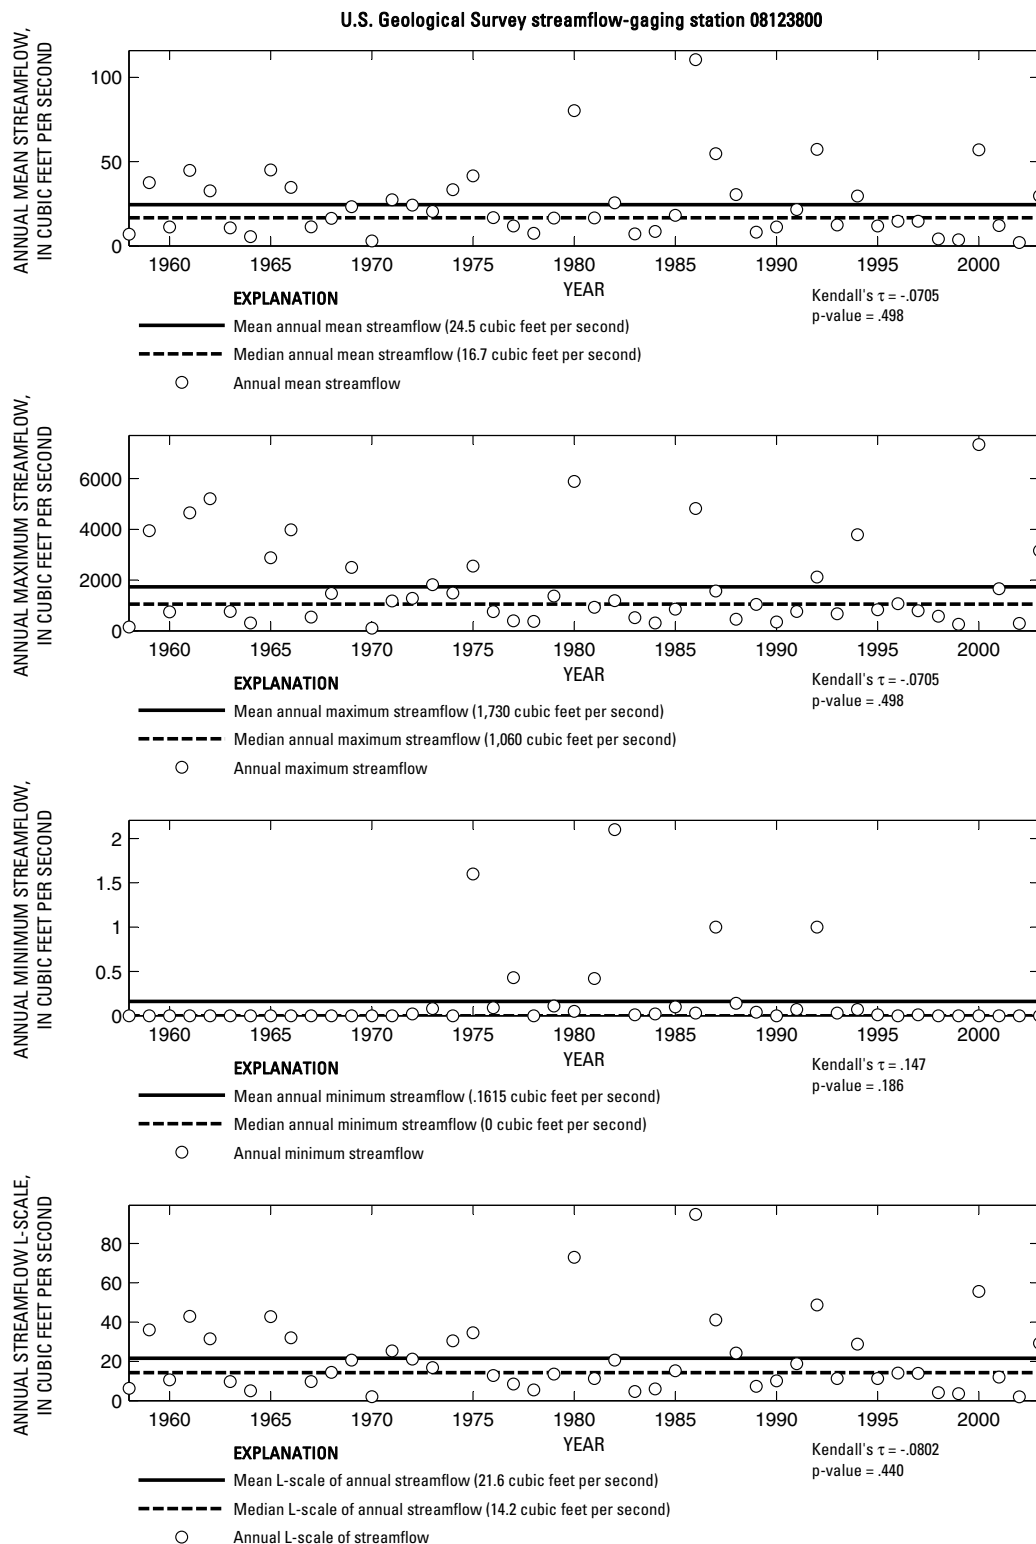 U.S. Geological Survey streamflow-gaging station 08123800
ANNUAL MEAN STREAMFLOW,
IN CUBIC FEET PER SECOND
100
50
0
1960 1965 1970 1975 1980 1985 1990 1995 2000
YEAR
Kendall's τ = -.0705
p-value = .498
EXPLANATION
Mean annual mean streamflow (24.5 cubic feet per second)
Median annual mean streamflow (16.7 cubic feet per second)
Annual mean streamflow
ANNUAL MAXIMUM STREAMFLOW,
IN CUBIC FEET PER SECOND
6000
4000
2000
0
1960 1965 1970 1975 1980 1985 1990 1995 2000
YEAR
Kendall's τ = -.0705
p-value = .498
EXPLANATION
Mean annual maximum streamflow (1,730 cubic feet per second)
Median annual maximum streamflow (1,060 cubic feet per second)
Annual maximum streamflow
ANNUAL MINIMUM STREAMFLOW,
IN CUBIC FEET PER SECOND
2
1.5
1
0.5
0
1960 1965 1970 1975 1980 1985 1990 1995 2000
YEAR
Kendall's τ = .147
p-value = .186
EXPLANATION
Mean annual minimum streamflow (.1615 cubic feet per second)
Median annual minimum streamflow (0 cubic feet per second)
Annual minimum streamflow
ANNUAL STREAMFLOW L-SCALE,
IN CUBIC FEET PER SECOND
80
60
40
20
0
1960 1965 1970 1975 1980 1985 1990 1995 2000
YEAR
Kendall's τ = -.0802
p-value = .440
EXPLANATION
Mean L-scale of annual streamflow (21.6 cubic feet per second)
Median L-scale of annual streamflow (14.2 cubic feet per second)
Annual L-scale of streamflow